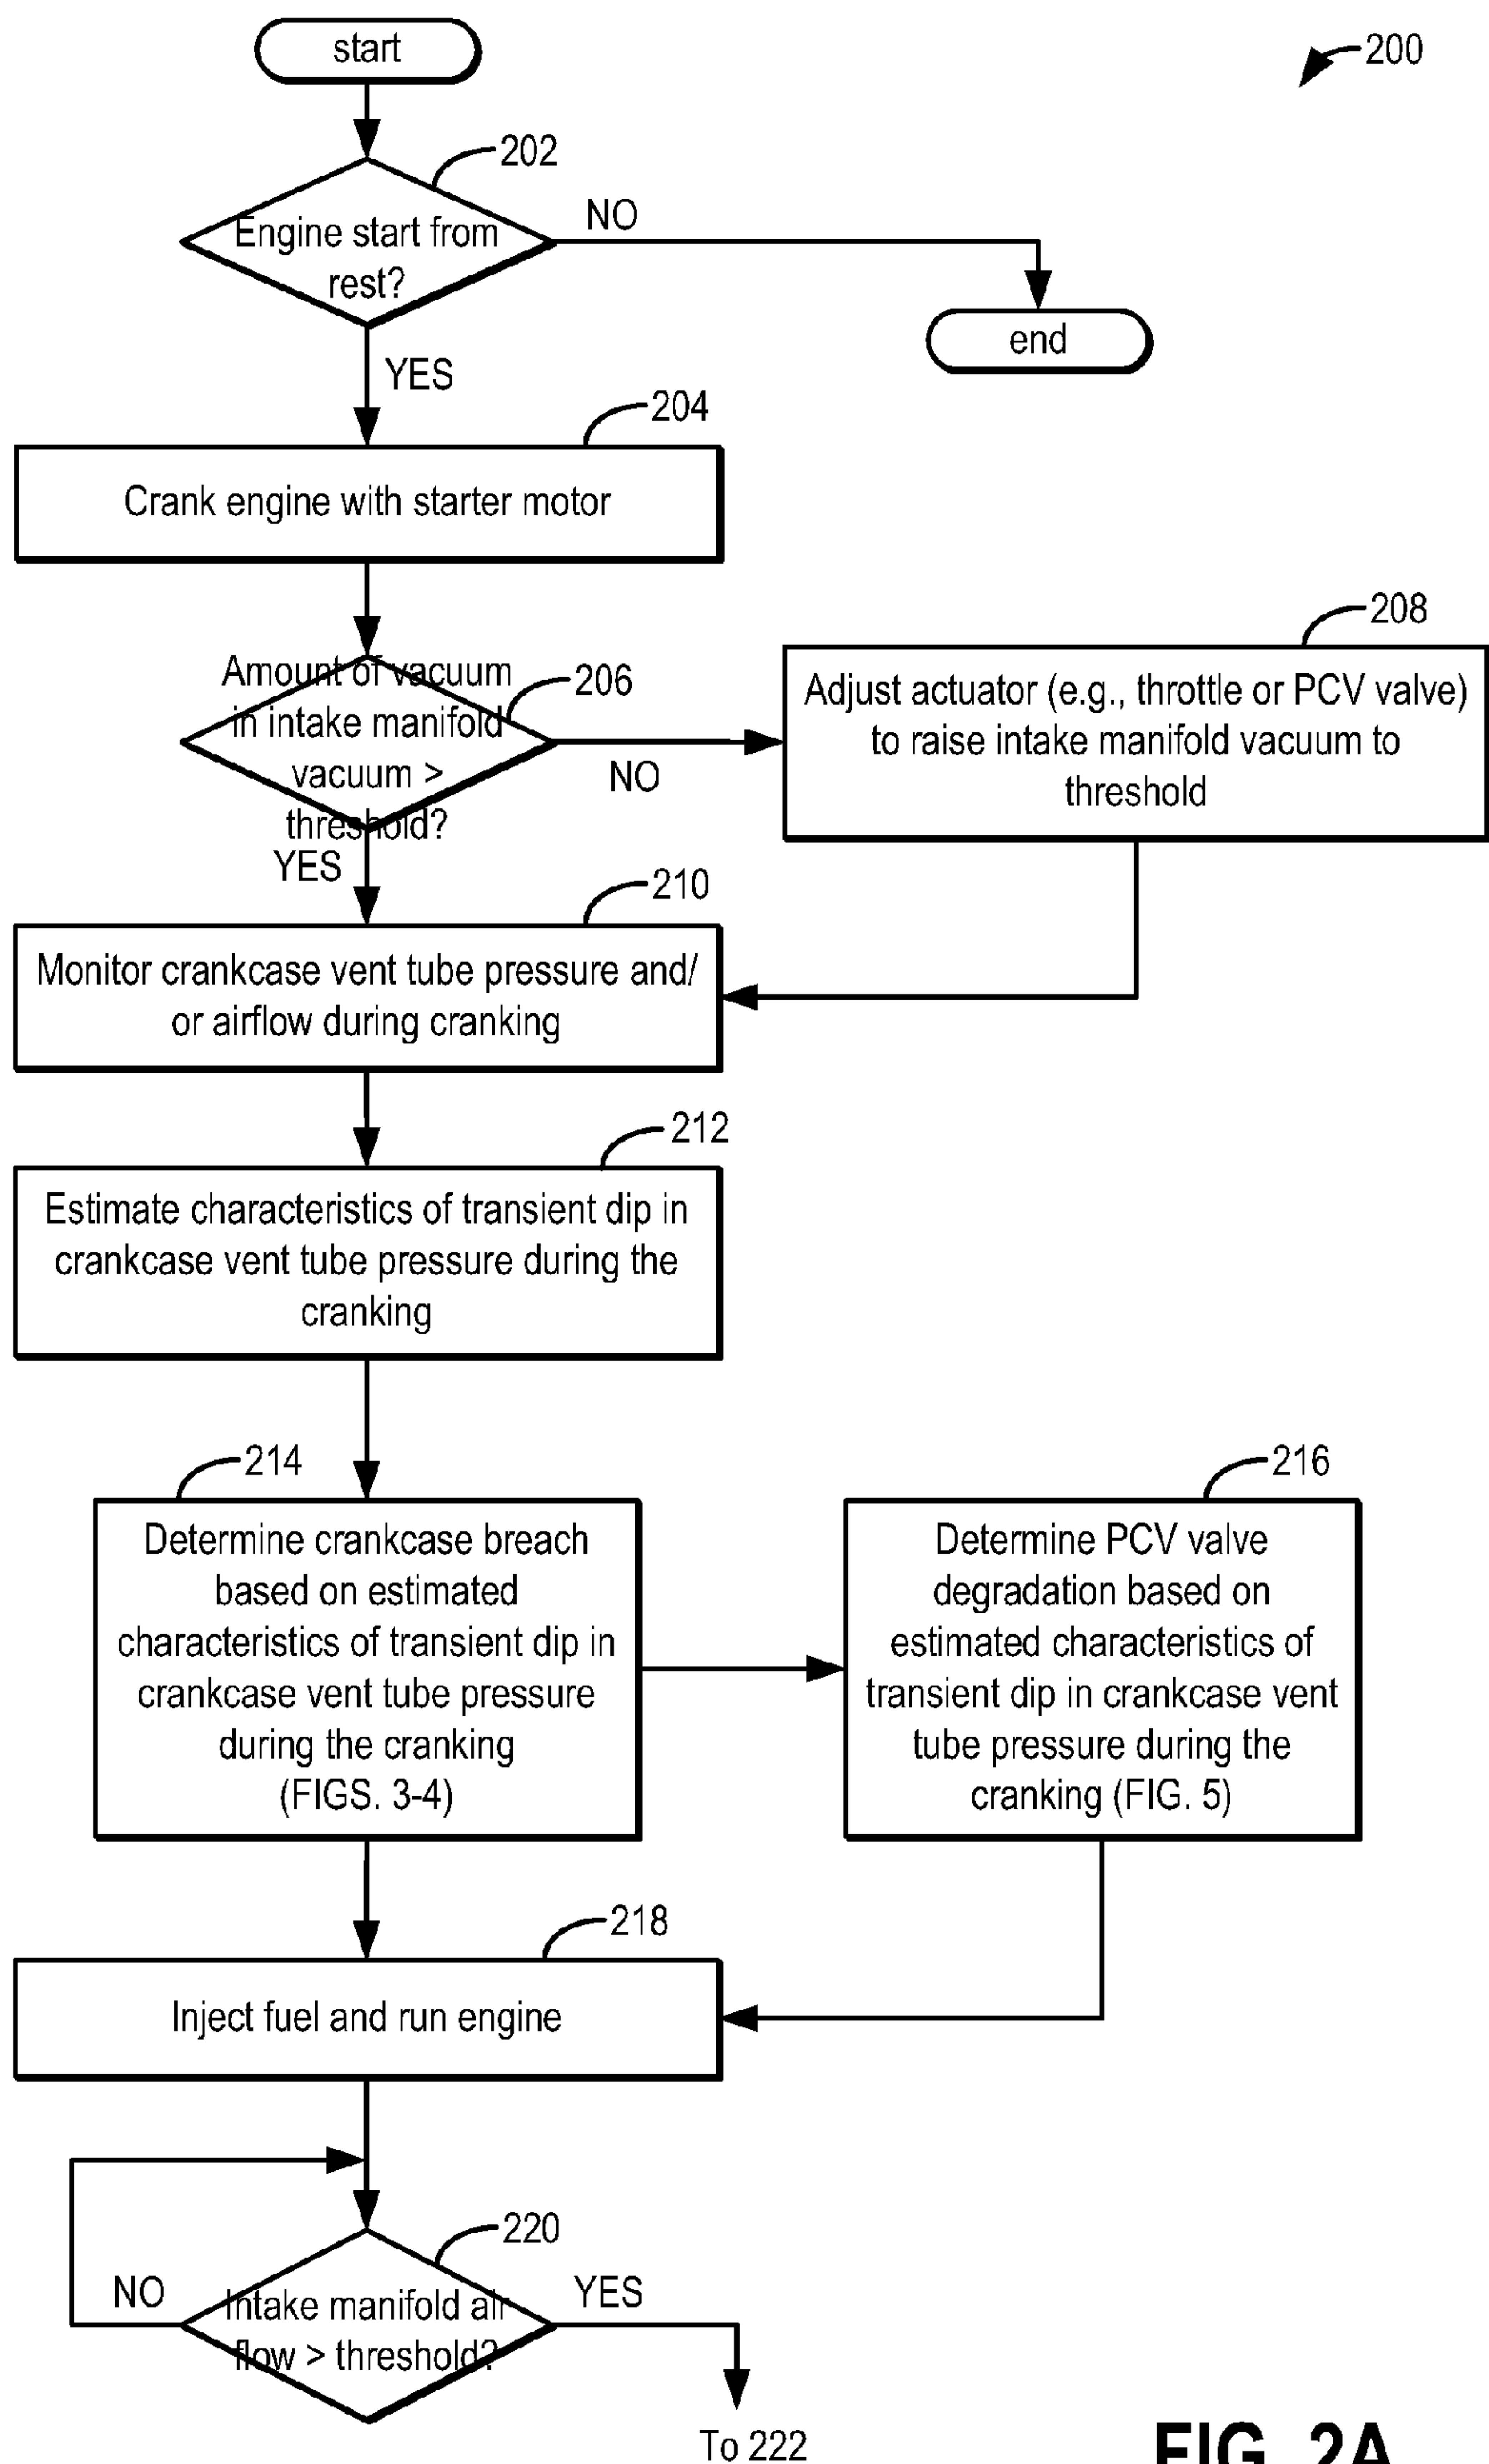 start
200
202
Engine start from
rest?
NO
end
YES
204
Crank engine with starter motor
206
Amount of vacuum
in intake manifold
vacuum >
threshold?
NO
208
Adjust actuator (e.g., throttle or PCV valve)
to raise intake manifold vacuum to
threshold
YES
210
Monitor crankcase vent tube pressure and/
or airflow during cranking
212
Estimate characteristics of transient dip in
crankcase vent tube pressure during the
cranking
214
Determine crankcase breach
based on estimated
characteristics of transient dip in
crankcase vent tube pressure
during the cranking
(FIGS. 3-4)
216
Determine PCV valve
degradation based on
estimated characteristics of
transient dip in crankcase vent
tube pressure during the
cranking (FIG. 5)
218
Inject fuel and run engine
220
NO
Intake manifold air
flow > threshold?
YES
To 222
FIG. 2A